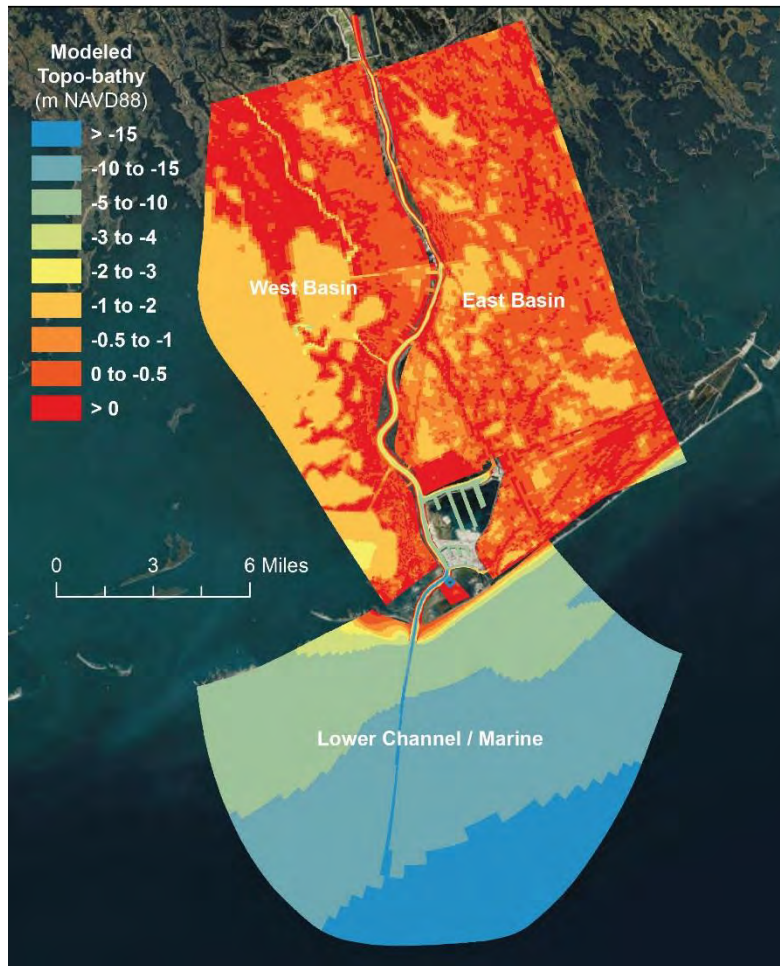 Modeled
Topo-bathy
(m NAVD88)
> -15
-10 to -15
-5 to -10
-3 to -4
-2 to -3
-1 to -2
-0.5 to -1
0 to -0.5
> 0
West Basin
East Basin
0 3 6 Miles
Lower Channel / Marine